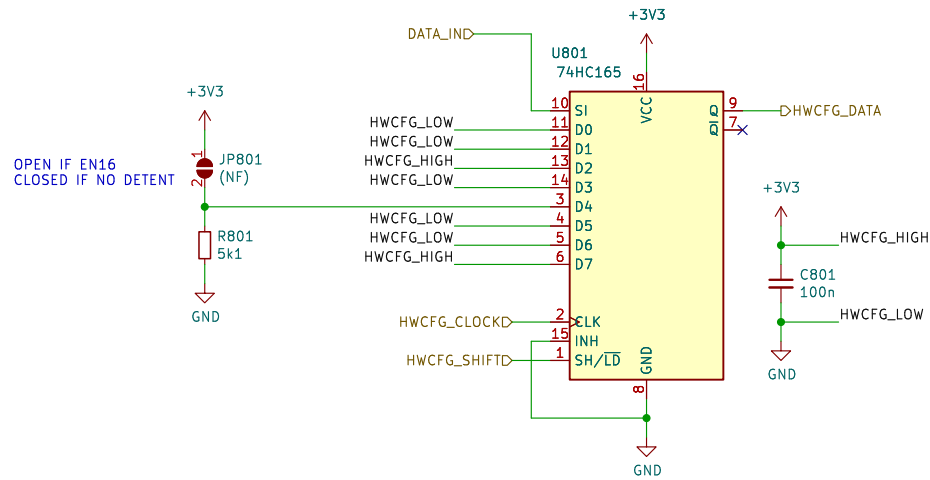 +3V3
DATA_IN
U801
74HC165
16
VCC
10
SI
Q
9
HWCFG_DATA
+3V3
HWCFG_LOW
11
D0
Q
7
1
JP801
(NF)
2
OPEN IF EN16
CLOSED IF NO DETENT
HWCFG_LOW
12
D1
HWCFG_HIGH
13
D2
HWCFG_LOW
14
D3
3
D4
HWCFG_LOW
4
D5
HWCFG_LOW
5
D6
HWCFG_HIGH
6
D7
R801
5k1
GND
+3V3
HWCFG_HIGH
C801
100n
HWCFG_LOW
GND
HWCFG_CLOCK
2
CLK
15
INH
HWCFG_SHIFT
1
SH/LD
GND
8
GND